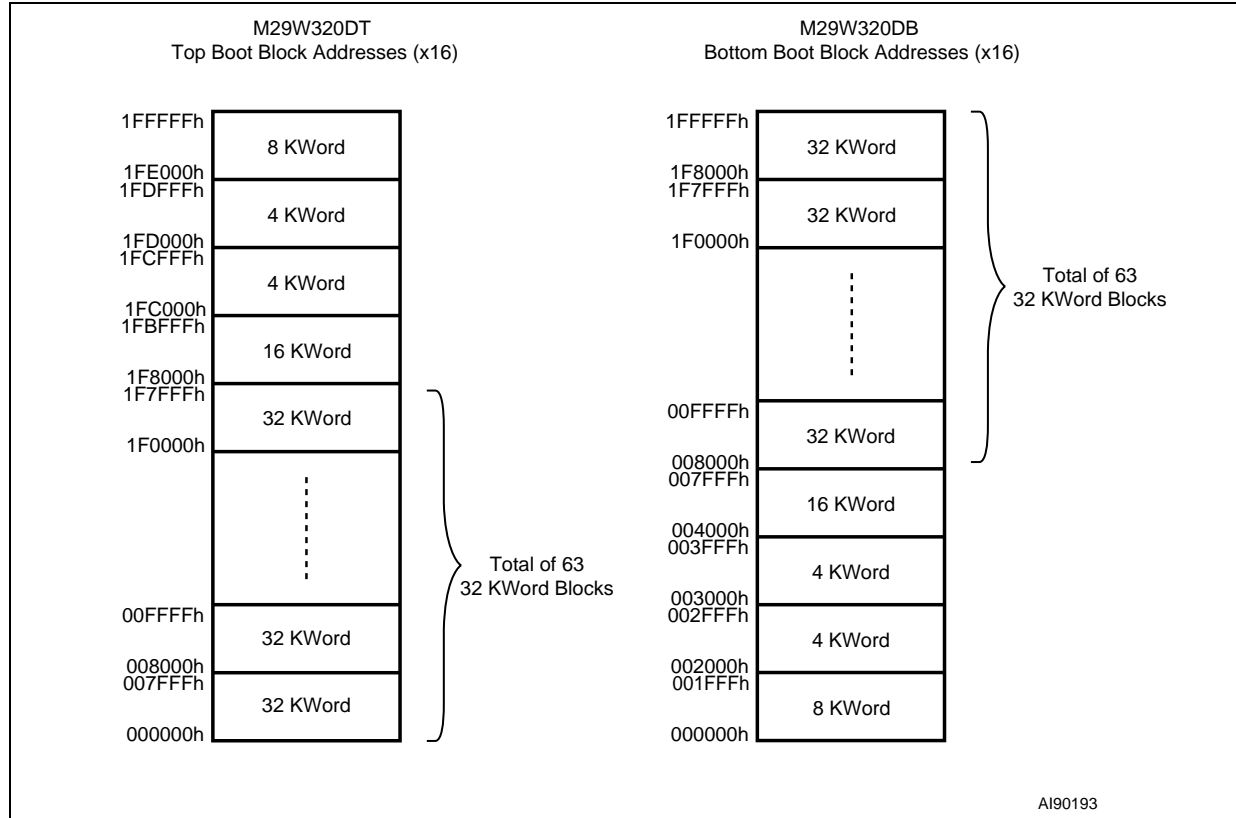 M29W320DT
Top Boot Block Addresses (x16)
1FFFFFh
8 KWord
1FE000h
1FDFFFh
4 KWord
1FD000h
1FCFFFh
4 KWord
1FC000h
1FBFFFh
16 KWord
1F8000h
1F7FFFh
32 KWord
1F0000h
Total of 63
32 KWord Blocks
00FFFFh
32 KWord
008000h
007FFFh
32 KWord
000000h
M29W320DB
Bottom Boot Block Addresses (x16)
1FFFFFh
32 KWord
1F8000h
1F7FFFh
32 KWord
1F0000h
Total of 63
32 KWord Blocks
00FFFFh
32 KWord
008000h
007FFFh
16 KWord
004000h
003FFFh
4 KWord
003000h
002FFFh
4 KWord
002000h
001FFFh
8 KWord
000000h
AI90193